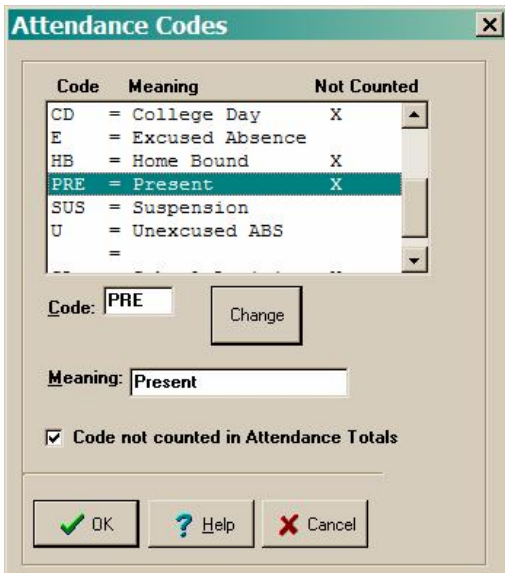 Attendance Codes
Code Meaning Not Counted
CD = College Day X
E = Excused Absence
HB = Home Bound X
PRE = Present X
SUS = Suspension
U = Unexcused ABS
=
Code: PRE
Change
Meaning: Present
Code not counted in Attendance Totals
OK Help Cancel